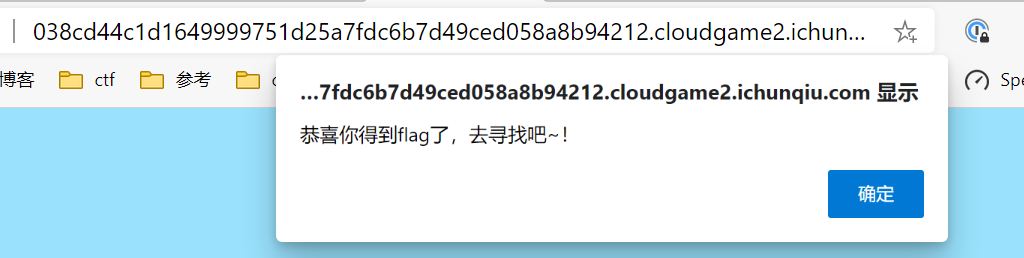 038cd44c1d1649999751d25a7fdc6b7d49ced058a8b94212.cloudgame2.ichun...
博客 ctf 参考
...7fdc6b7d49ced058a8b94212.cloudgame2.ichunqiu.com 显示
恭喜你得到flag了，去寻找吧~！
确定